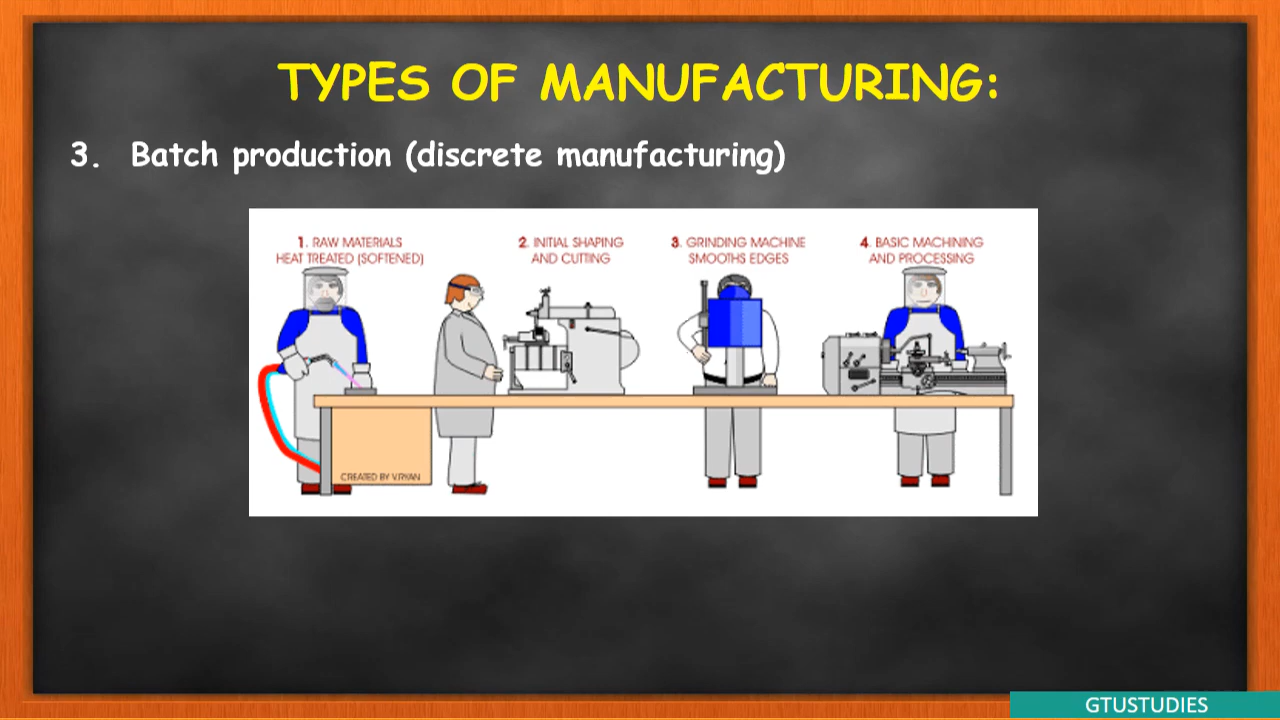 TYPES OF MANUFACTURING:
3. Batch production (discrete manufacturing)
1. RAW MATERIALS
HEAT TREATED (SOFTENED)
2. INITIAL SHAPING
AND CUTTING
3. GRINDING MACHINE
SMOOTHS EDGES
4. BASIC MACHINING
AND PROCESSING
CREATED BY V.RYAN
GTUSTUDIES